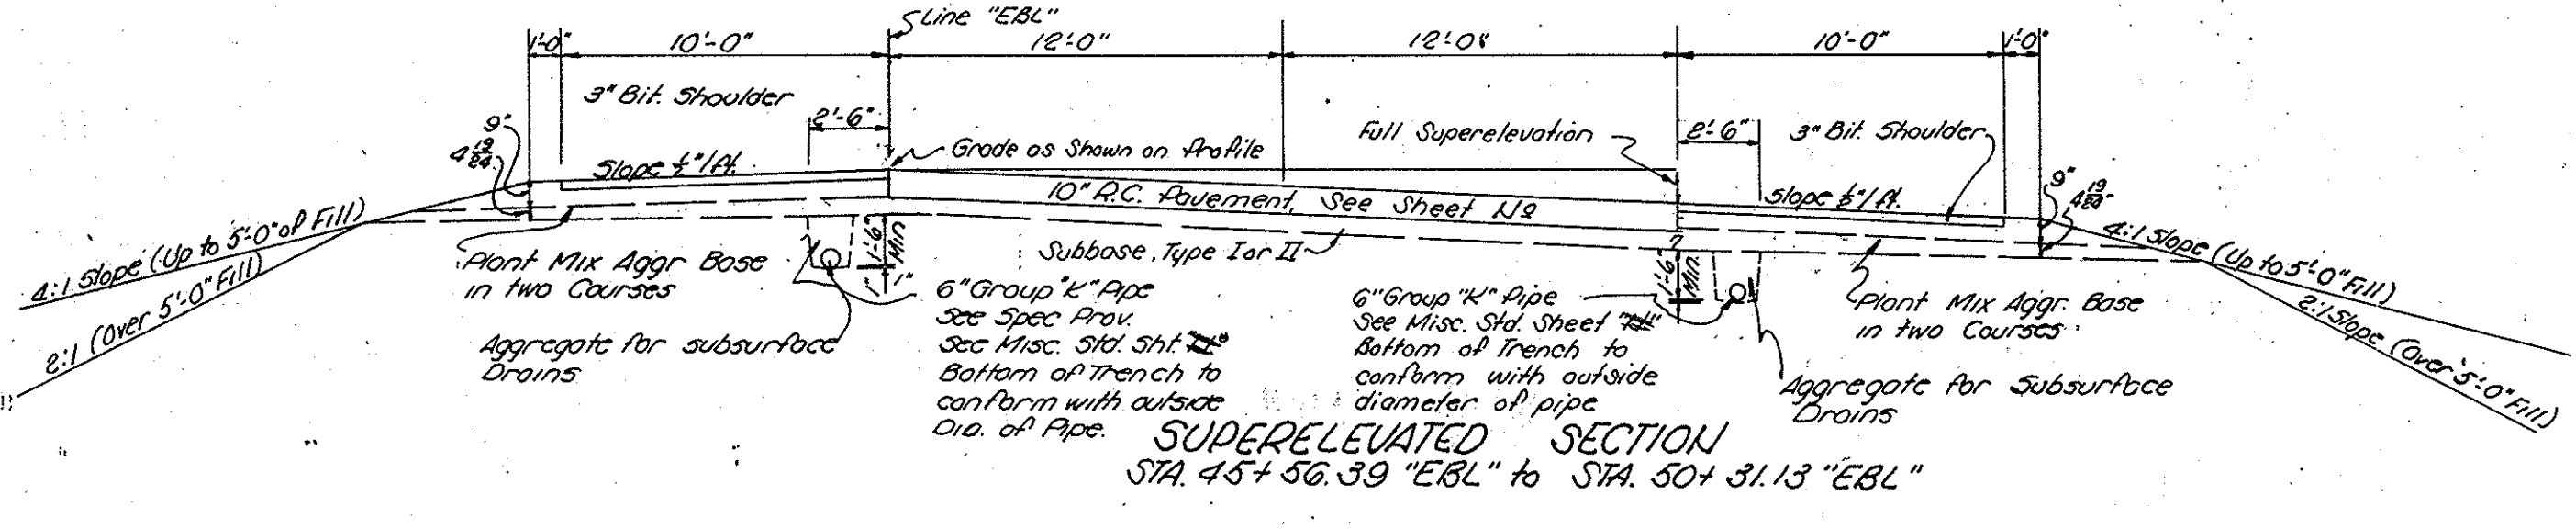 Line "EBL"
1'-0" 10'-0" 12'-0" 12'-0" 10'-0" 1'-0"
3" Bit. Shoulder
2'-6"
9"
4 19/24
Slope ½"/ft.
Grade as Shown on Profile
Full Superelevation
2'-6"
3" Bit. Shoulder
Slope ½"/ft.
9"
4 19/24"
10" R.C. Pavement, See Sheet No
Subbase, Type I or II
4:1 Slope (Up to 5'-0" of Fill)
2:1 (Over 5'-0" Fill)
Plant Mix Aggr Base
in two Courses
1'-6"
Min
1"
Aggregate for subsurface
Drains
6" Group "K" Pipe
See Spec Prov.
See Misc. Std. Sht.
Bottom of Trench to
conform with outside
Dia. of Pipe.
6" Group "K" Pipe
See Misc. Std. Sheet
Bottom of Trench to
conform with outside
diameter of pipe
1'-6"
Min.
Plant Mix Aggr. Base
in two Courses
Aggregate for Subsurface
Drains
4:1 Slope (Up to 5'-0" Fill)
2:1 Slope (Over 5'-0" Fill)
SUPERELEVATED SECTION
STA. 45+56.39 "EBL" to STA. 50+31.13 "EBL"